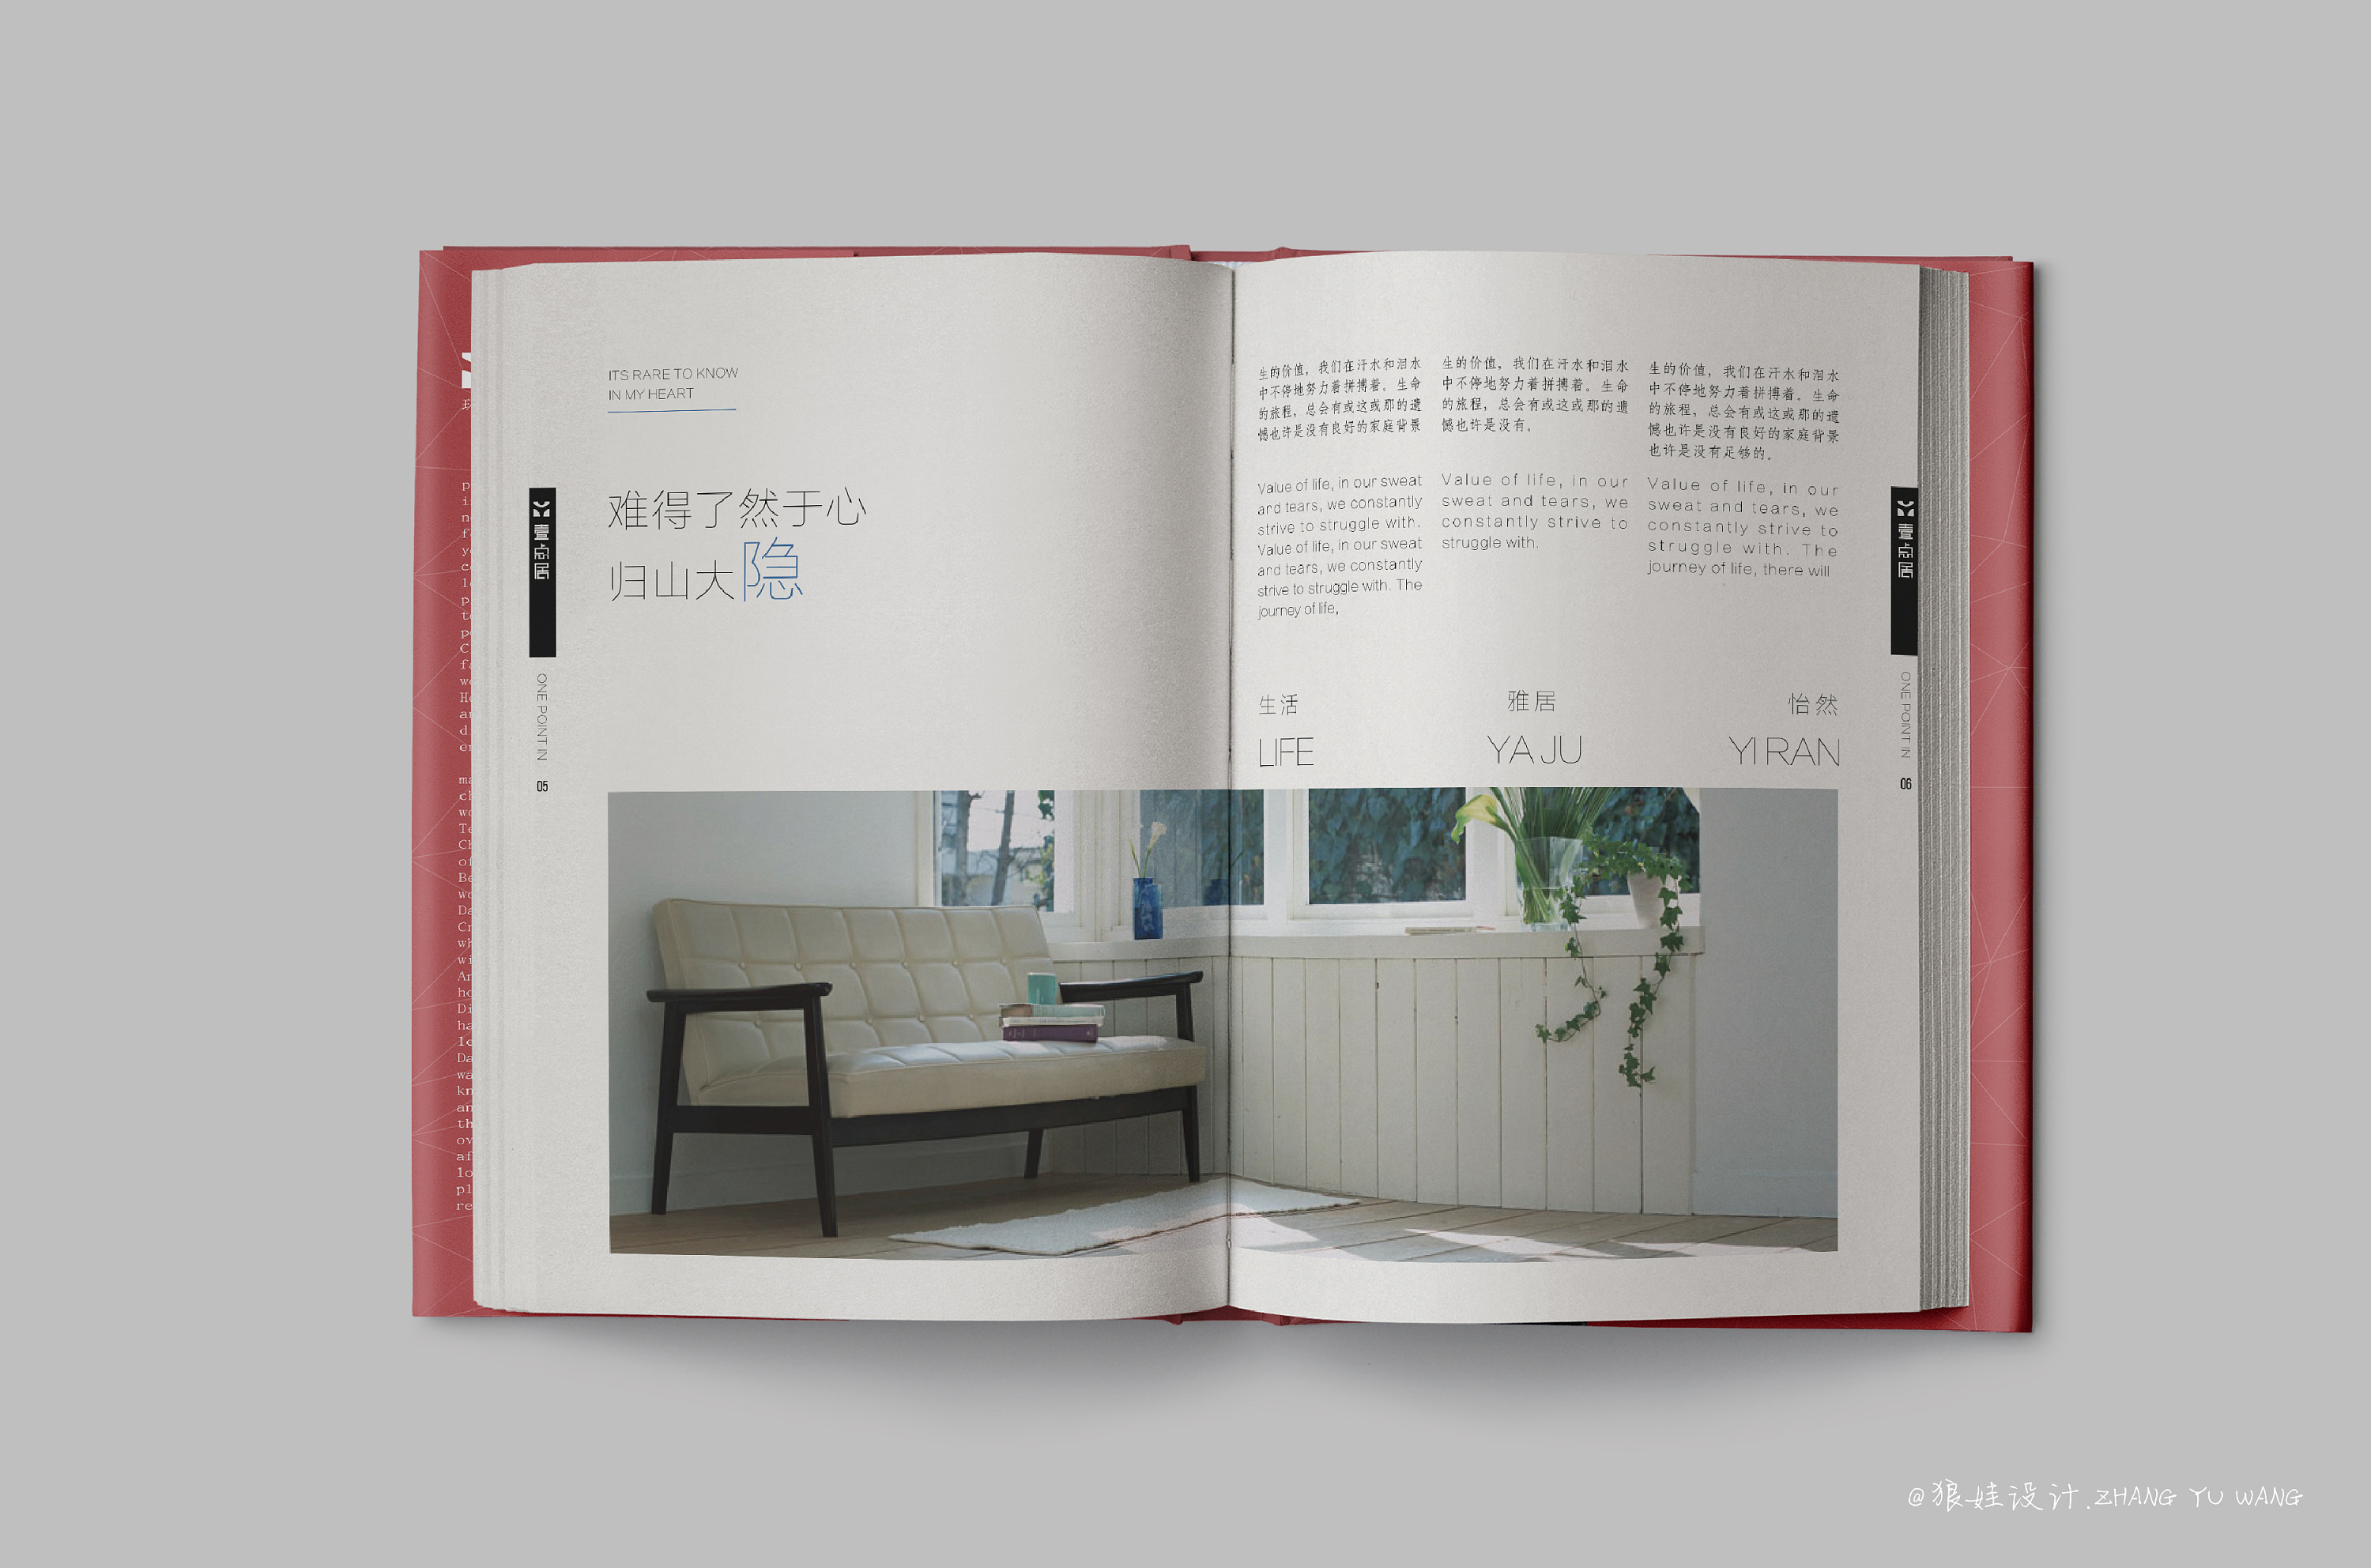 ITS RARE TO KNOW
IN MY HEART
难得了然于心
归山大隐
壹点居
ONE POINT IN
05
生的价值，我们在汗水和泪水
中不停地努力着拼搏着。生命
的旅程，总会有或这或那的遗
憾也许是没有良好的家庭背景
Value of life, in our sweat
and tears, we constantly
strive to struggle with.
Value of life, in our sweat
and tears, we constantly
strive to struggle with. The
journey of life,
生的价值，我们在汗水和泪水
中不停地努力着拼搏着。生命
的旅程，总会有或这或那的遗
憾也许是没有。
Value of life, in our
sweat and tears, we
constantly strive to
struggle with.
生的价值，我们在汗水和泪水
中不停地努力着拼搏着。生命
的旅程，总会有或这或那的遗
憾也许是没有良好的家庭背景
也许是没有足够的。
Value of life, in our
sweat and tears, we
constantly strive to
struggle with. The
journey of life, there will
生活
LIFE
雅居
YA JU
怡然
YI RAN
壹点居
ONE POINT IN
06
@狼娃设计.ZHANG YU WANG